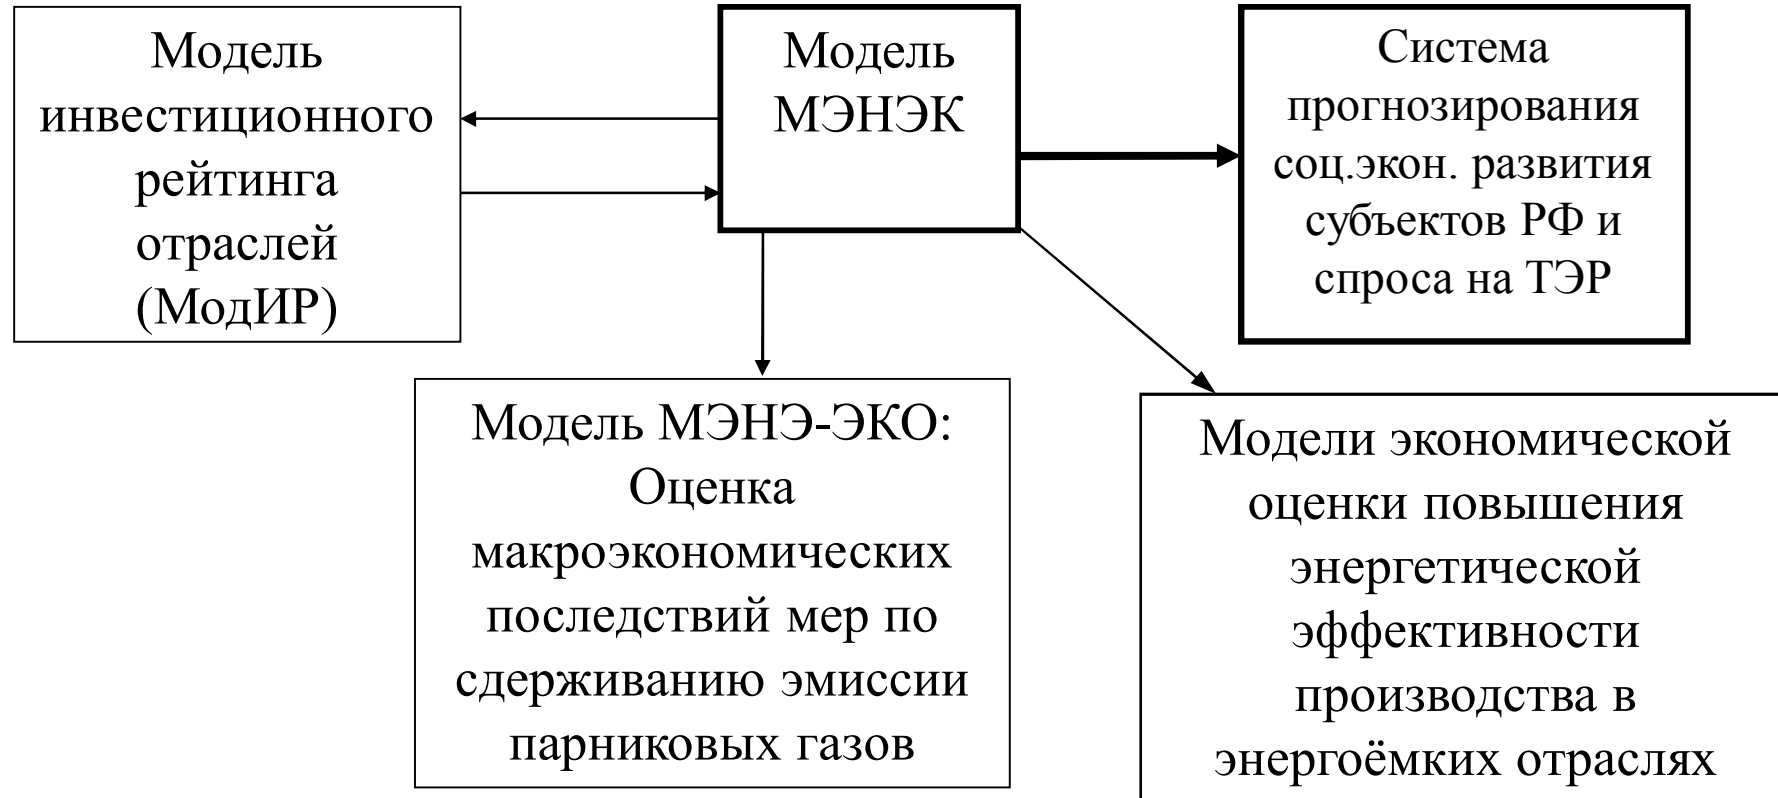 Модель
инвестиционного
рейтинга
отраслей
(МодИР)
Модель
МЭНЭК
Система
прогнозирования
соц.экон. развития
субъектов РФ и
спроса на ТЭР
Модель МЭНЭ-ЭКО:
Оценка
макроэкономических
последствий мер по
сдерживанию эмиссии
парниковых газов
Модели экономической
оценки повышения
энергетической
эффективности
производства в
энергоёмких отраслях